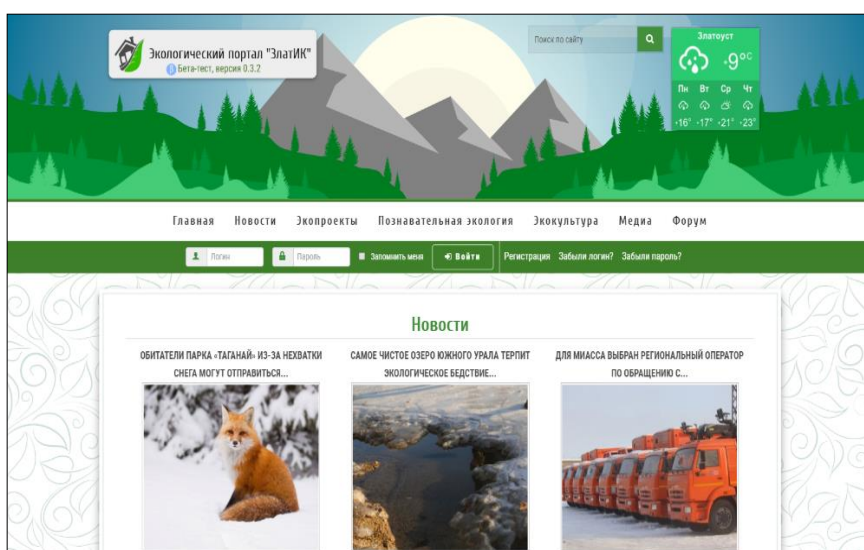 Экологический портал "ЗлатИК"
Бета-тест, версия 0.3.2
Поиск по сайту
Златоуст
-9°C
Пн Вт Ср Чт
-16° -17° -21° -23°
Главная Новости Экопроекты Познавательная экология Экокультура Медиа Форум
Логин Пароль Запомнить меня Войти Регистрация Забыли логин? Забыли пароль?
Новости
ОБИТАТЕЛИ ПАРКА «ТАГАНАЙ» ИЗ-ЗА НЕХВАТКИ
СНЕГА МОГУТ ОТПРАВИТЬСЯ...
САМОЕ ЧИСТОЕ ОЗЕРО ЮЖНОГО УРАЛА ТЕРПИТ
ЭКОЛОГИЧЕСКОЕ БЕДСТВИЕ...
ДЛЯ МИАССА ВЫБРАН РЕГИОНАЛЬНЫЙ ОПЕРАТОР
ПО ОБРАЩЕНИЮ С...